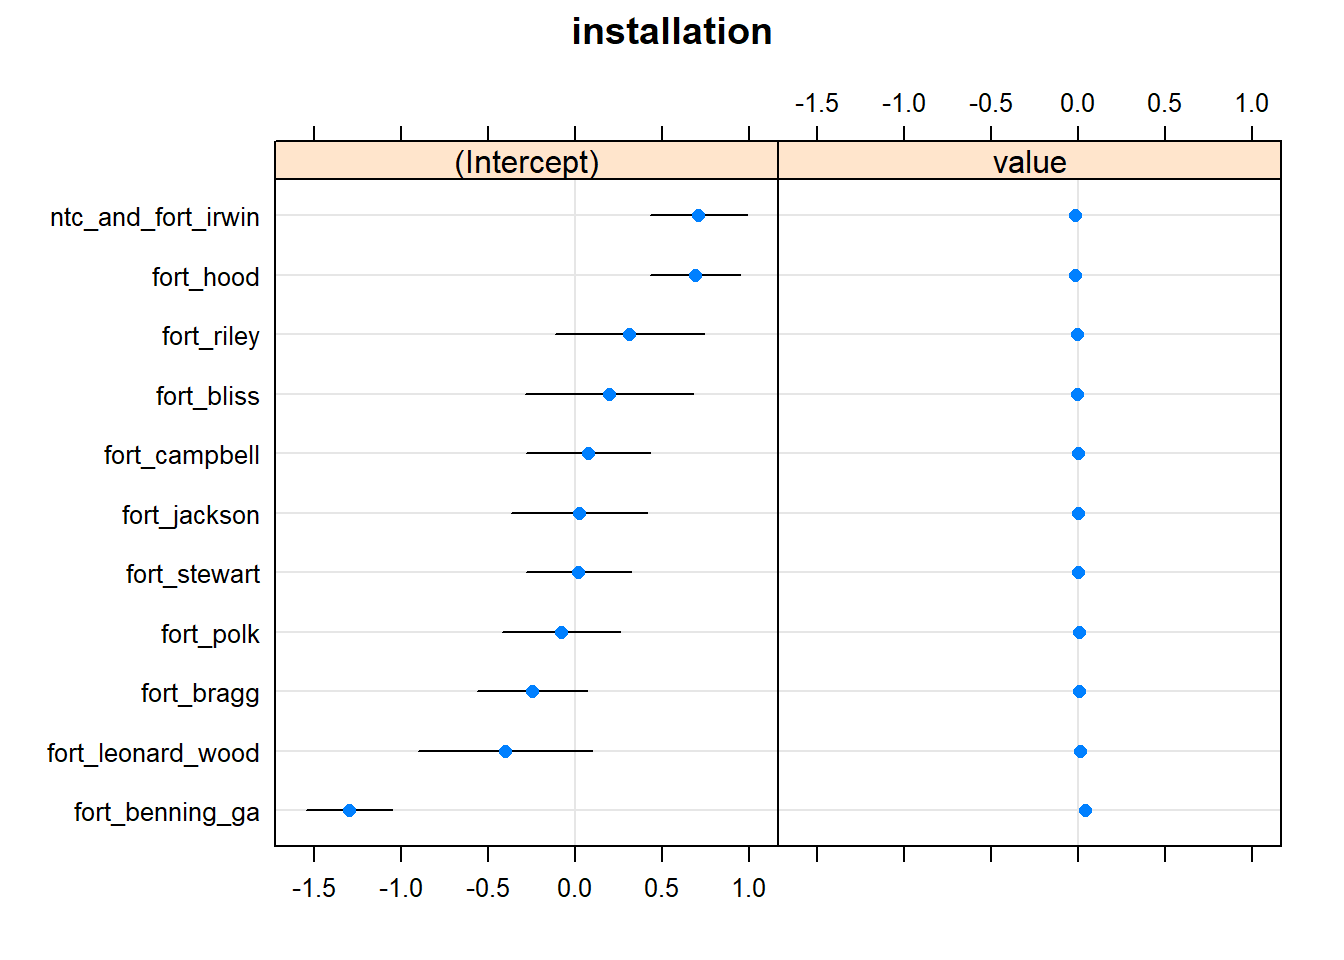 installation
-1.5 -1.0 -0.5 0.0 0.5 1.0
(Intercept) value
ntc_and_fort_irwin
fort_hood
fort_riley
fort_bliss
fort_campbell
fort_jackson
fort_stewart
fort_polk
fort_bragg
fort_leonard_wood
fort_benning_ga
-1.5 -1.0 -0.5 0.0 0.5 1.0